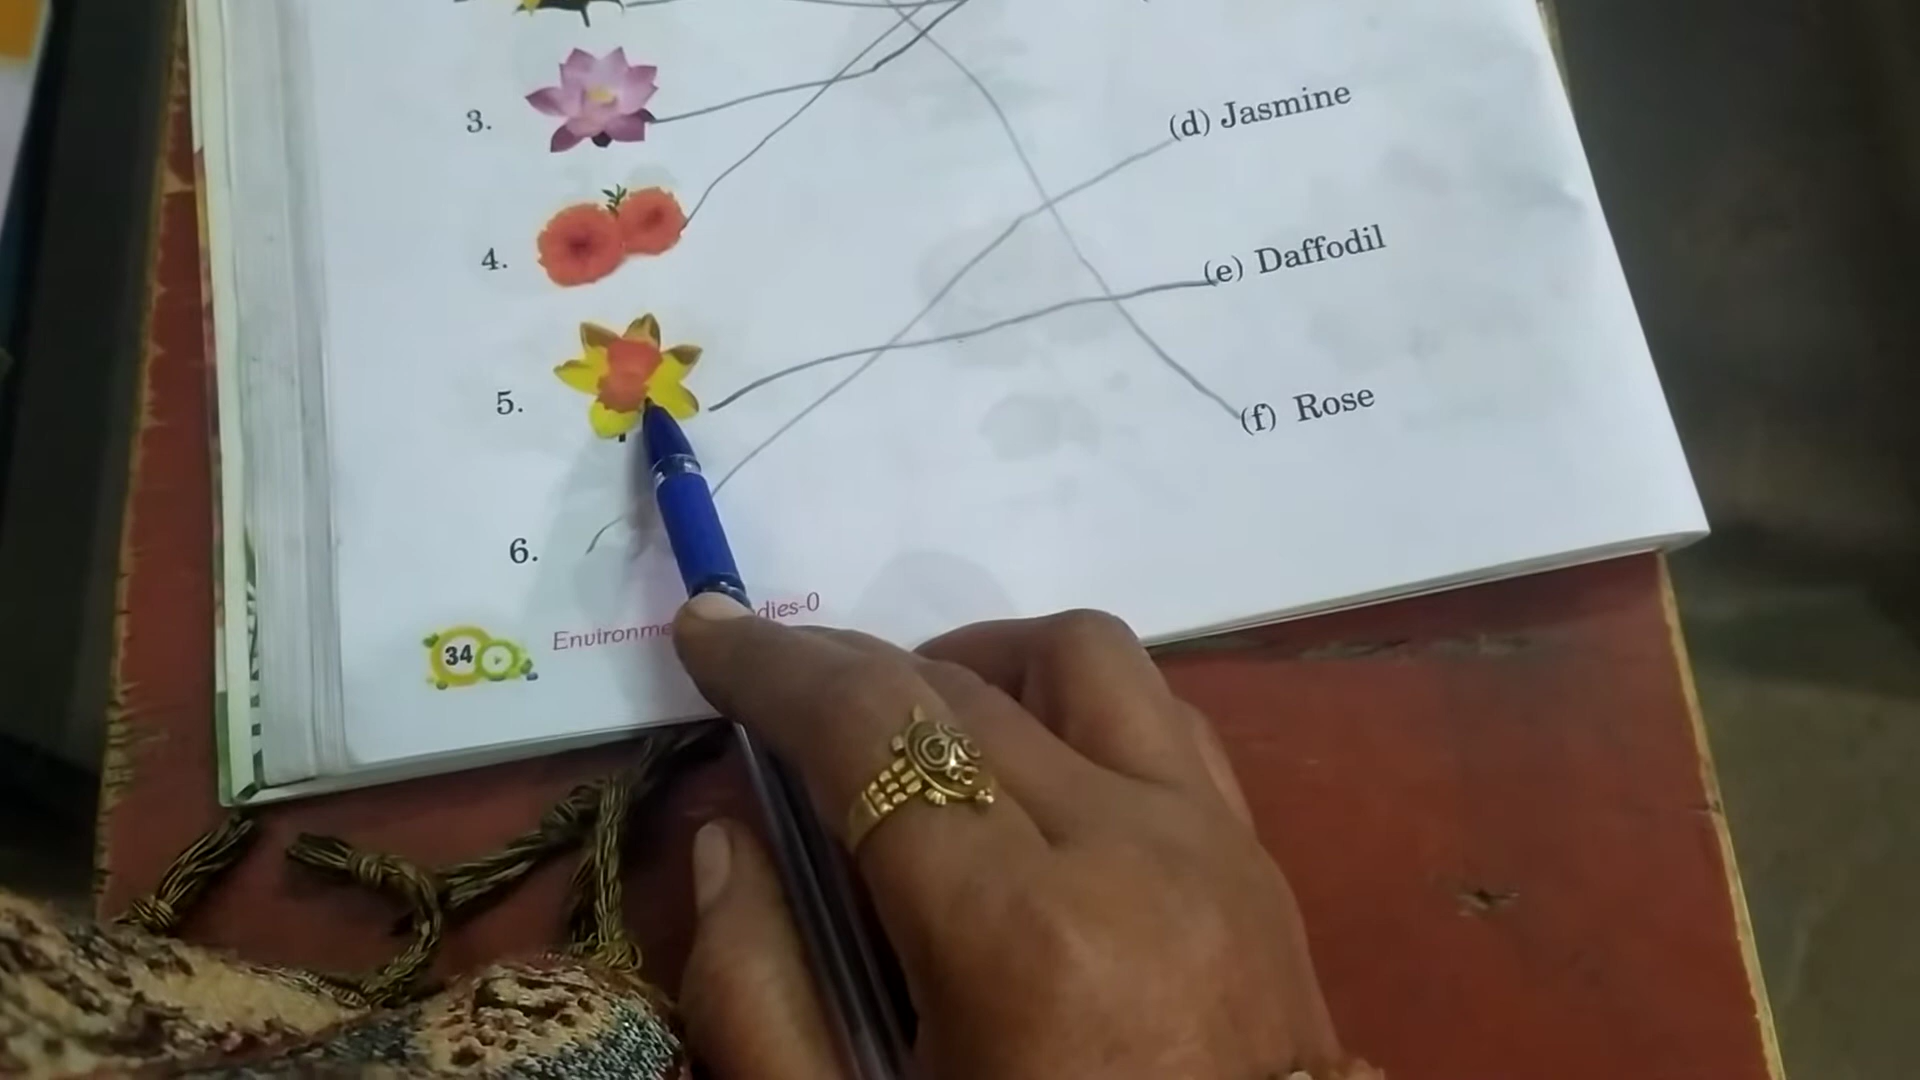 3.
(d) Jasmine
4.
(e) Daffodil
5.
(f) Rose
6.
34